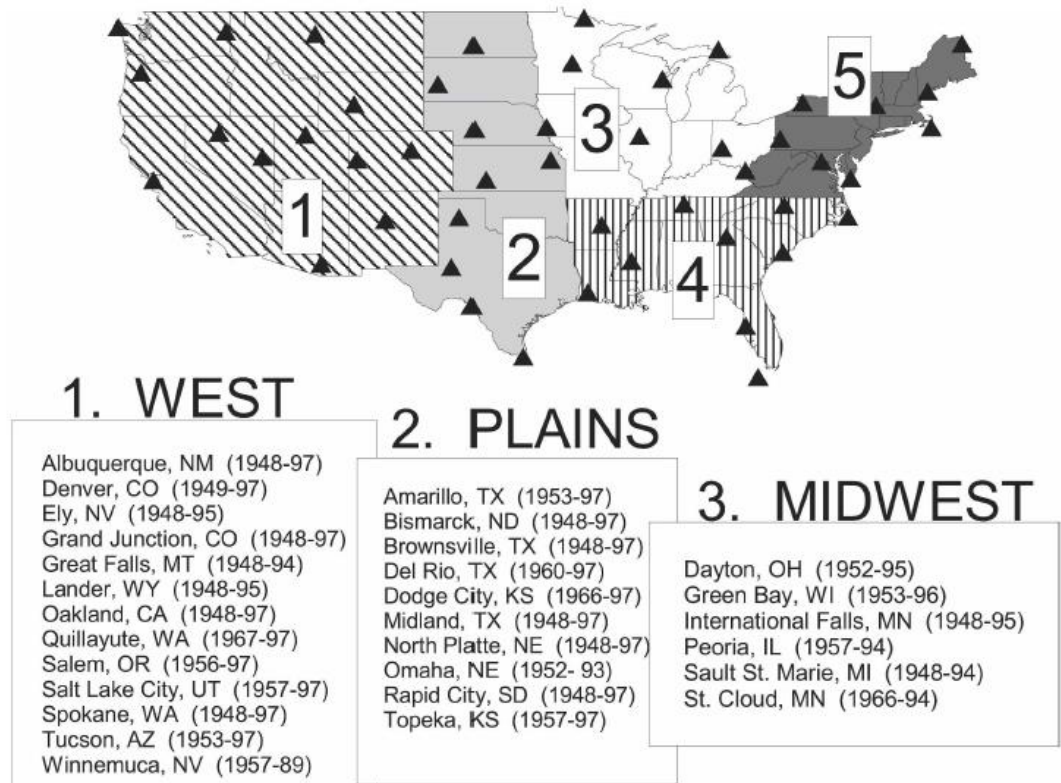 5
3
1
2
4
1. WEST
Albuquerque, NM (1948-97)
Denver, CO (1949-97)
Ely, NV (1948-95)
Grand Junction, CO (1948-97)
Great Falls, MT (1948-94)
Lander, WY (1948-95)
Oakland, CA (1948-97)
Quillayute, WA (1967-97)
Salem, OR (1956-97)
Salt Lake City, UT (1957-97)
Spokane, WA (1948-97)
Tucson, AZ (1953-97)
Winnemuca, NV (1957-89)
2. PLAINS
Amarillo, TX (1953-97)
Bismarck, ND (1948-97)
Brownsville, TX (1948-97)
Del Rio, TX (1960-97)
Dodge City, KS (1966-97)
Midland, TX (1948-97)
North Platte, NE (1948-97)
Omaha, NE (1952- 93)
Rapid City, SD (1948-97)
Topeka, KS (1957-97)
3. MIDWEST
Dayton, OH (1952-95)
Green Bay, WI (1953-96)
International Falls, MN (1948-95)
Peoria, IL (1957-94)
Sault St. Marie, MI (1948-94)
St. Cloud, MN (1966-94)